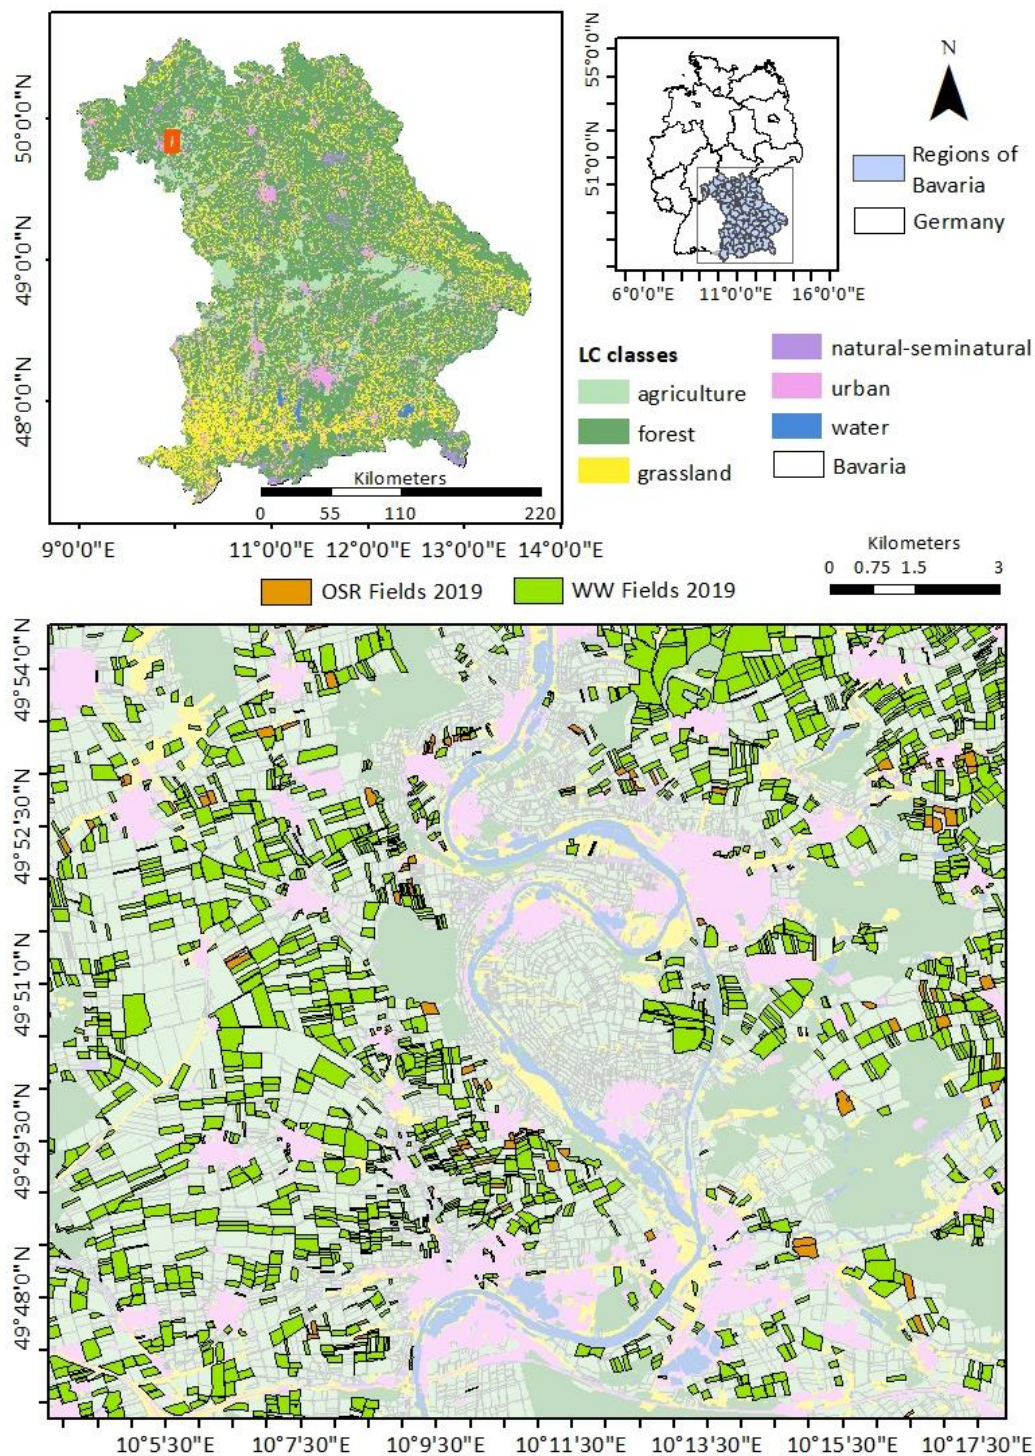 50°0'0"N
49°0'0"N
48°0'0"N
Kilometers
0 55 110 220
9°0'0"E 11°0'0"E 12°0'0"E 13°0'0"E 14°0'0"E
55°0'0"N
51°0'0"N
6°0'0"E 11°0'0"E 16°0'0"E
N
Regions of
Bavaria
Germany
LC classes
agriculture
forest
grassland
natural-seminatural
urban
water
Bavaria
Kilometers
0 0.75 1.5 3
OSR Fields 2019 WW Fields 2019
49°54'0"N
49°52'30"N
49°51'0"N
49°49'30"N
49°48'0"N
10°5'30"E 10°7'30"E 10°9'30"E 10°11'30"E 10°13'30"E 10°15'30"E 10°17'30"E